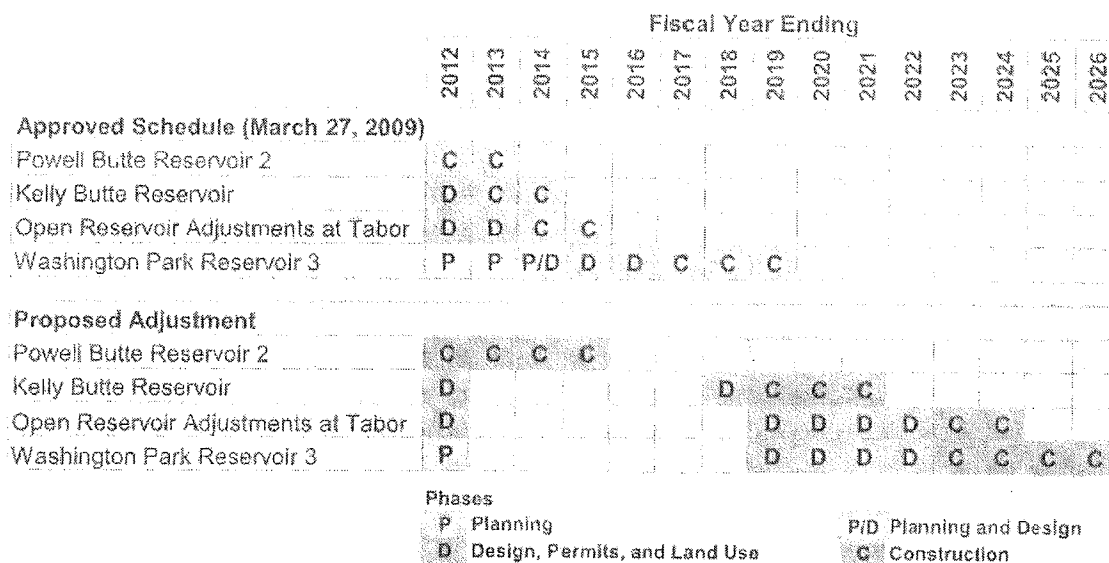 Fiscal Year Ending
2012 2013 2014 2015 2016 2017 2018 2019 2020 2021 2022 2023 2024 2025 2026
Approved Schedule (March 27, 2009)
Powell Butte Reservoir 2 C C
Kelly Butte Reservoir D C C
Open Reservoir Adjustments at Tabor D D C C
Washington Park Reservoir 3 P P P/D D D C C C
Proposed Adjustment
Powell Butte Reservoir 2 C C C C
Kelly Butte Reservoir D D C C C
Open Reservoir Adjustments at Tabor D D D D D C C
Washington Park Reservoir 3 P D D D D C C C C
Phases
P Planning P/D Planning and Design
D Design, Permits, and Land Use C Construction